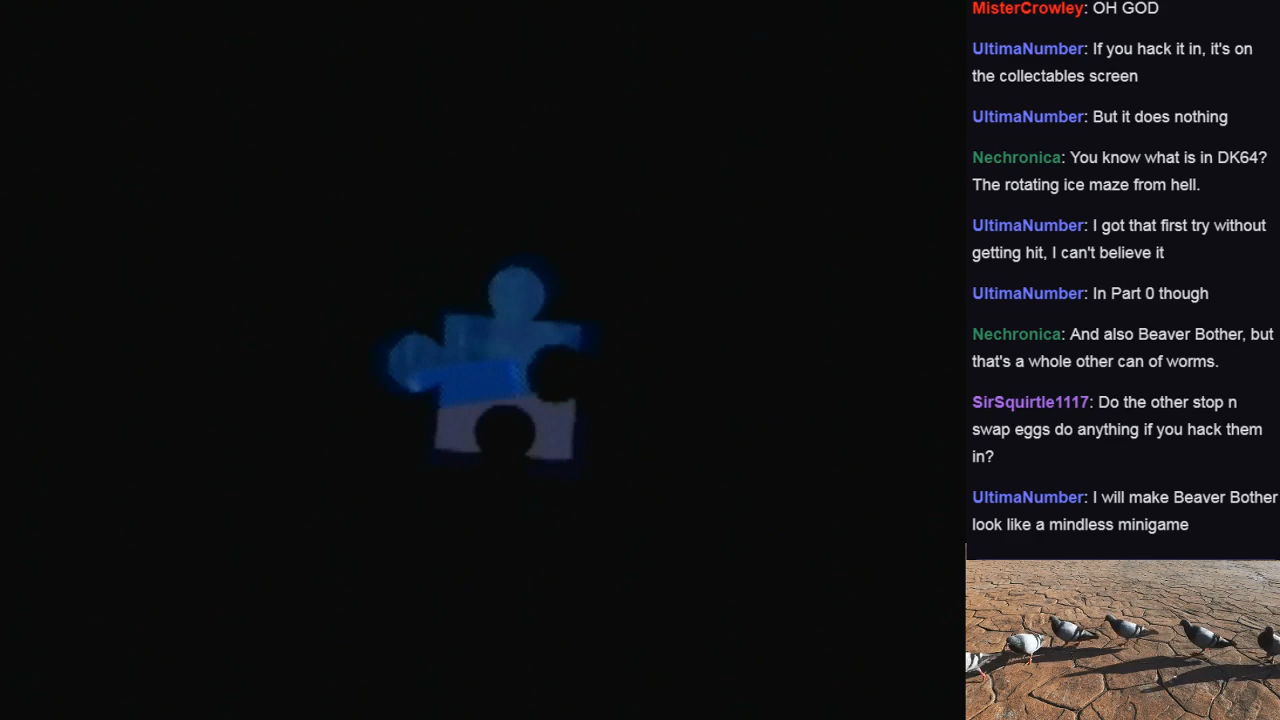 MisterCrowley: OH GOD
UltimaNumber: If you hack it in, it's on
the collectables screen
UltimaNumber: But it does nothing
Nechronica: You know what is in DK64?
The rotating ice maze from hell.
UltimaNumber: I got that first try without
getting hit, I can't believe it
UltimaNumber: In Part 0 though
Nechronica: And also Beaver Bother, but
that's a whole other can of worms.
SirSquirtle1117: Do the other stop n
swap eggs do anything if you hack them
in?
UltimaNumber: I will make Beaver Bother
look like a mindless minigame